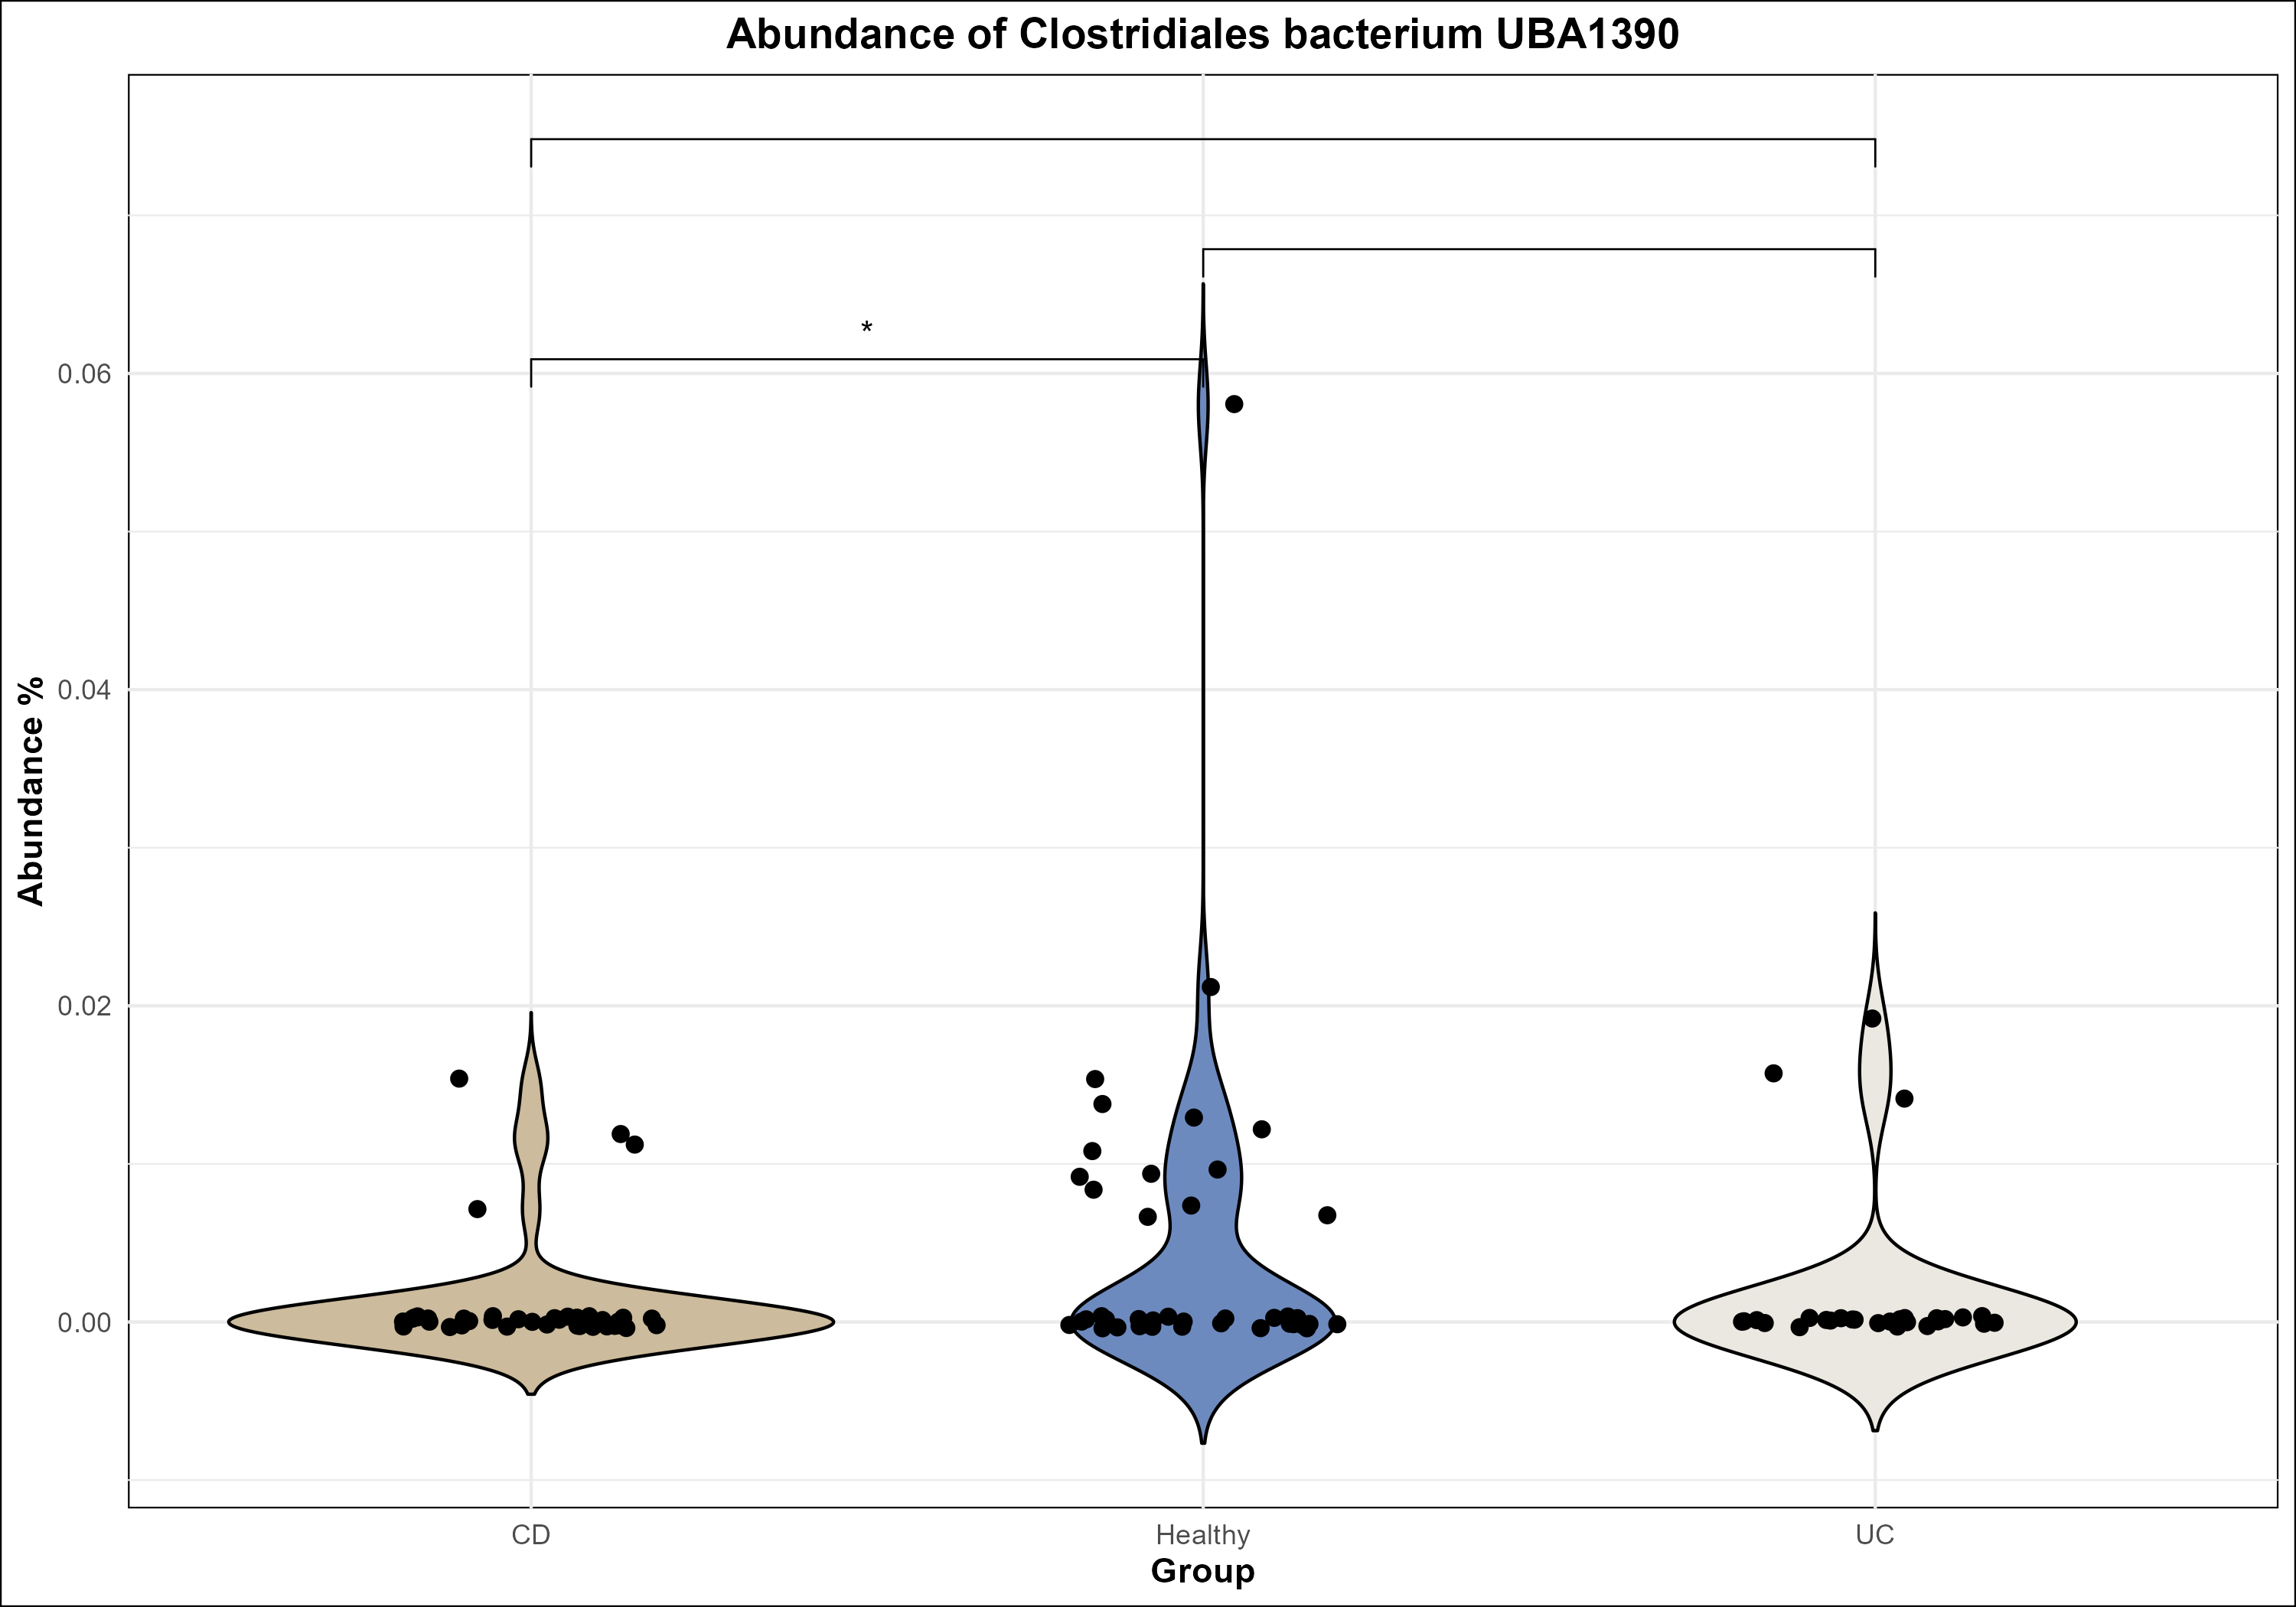 Abundance of Clostridiales bacterium UBA1390
*
0.06
0.04
0.02
0.00
Abundance %
CD
Healthy
UC
Group